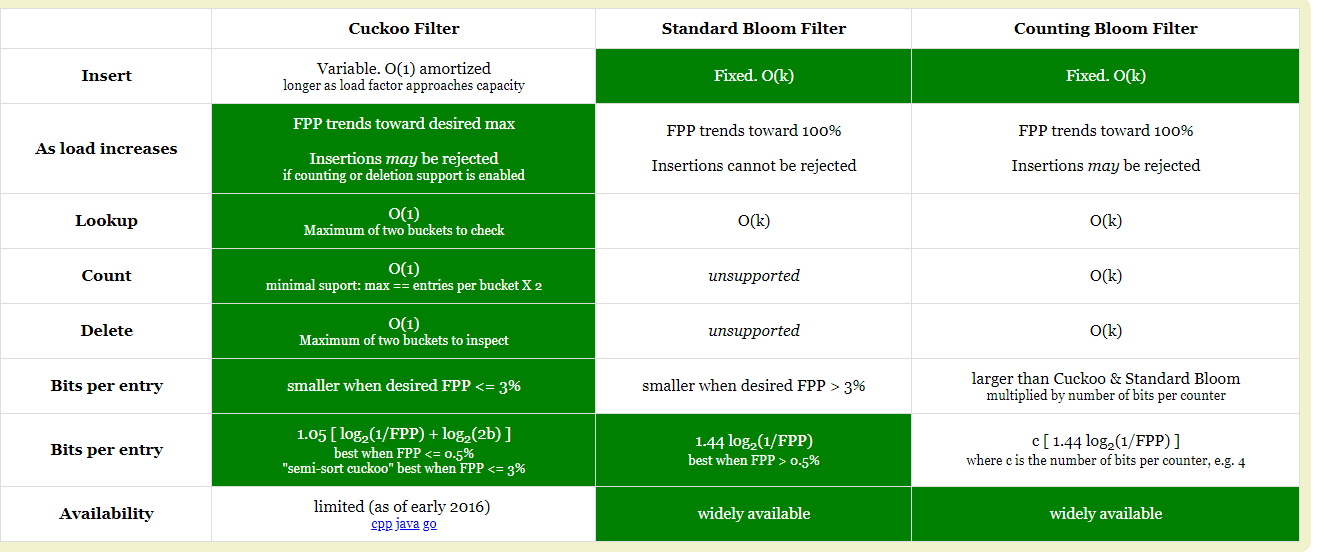 Cuckoo Filter Standard Bloom Filter Counting Bloom Filter
Insert
Variable. O(1) amortized
longer as load factor approaches capacity
Fixed. O(k)
Fixed. O(k)
As load increases
FPP trends toward desired max
Insertions may be rejected
if counting or deletion support is enabled
FPP trends toward 100%
Insertions cannot be rejected
FPP trends toward 100%
Insertions may be rejected
Lookup
O(1)
Maximum of two buckets to check
O(k)
O(k)
Count
O(1)
minimal suport: max == entries per bucket X 2
unsupported
O(k)
Delete
O(1)
Maximum of two buckets to inspect
unsupported
O(k)
Bits per entry
smaller when desired FPP <= 3%
smaller when desired FPP > 3%
larger than Cuckoo & Standard Bloom
multiplied by number of bits per counter
Bits per entry
1.05 [ log₂(1/FPP) + log₂(2b) ]
best when FPP <= 0.5%
"semi-sort cuckoo" best when FPP <= 3%
1.44 log₂(1/FPP)
best when FPP > 0.5%
c [ 1.44 log₂(1/FPP) ]
where c is the number of bits per counter, e.g. 4
Availability
limited (as of early 2016)
cpp java go
widely available
widely available